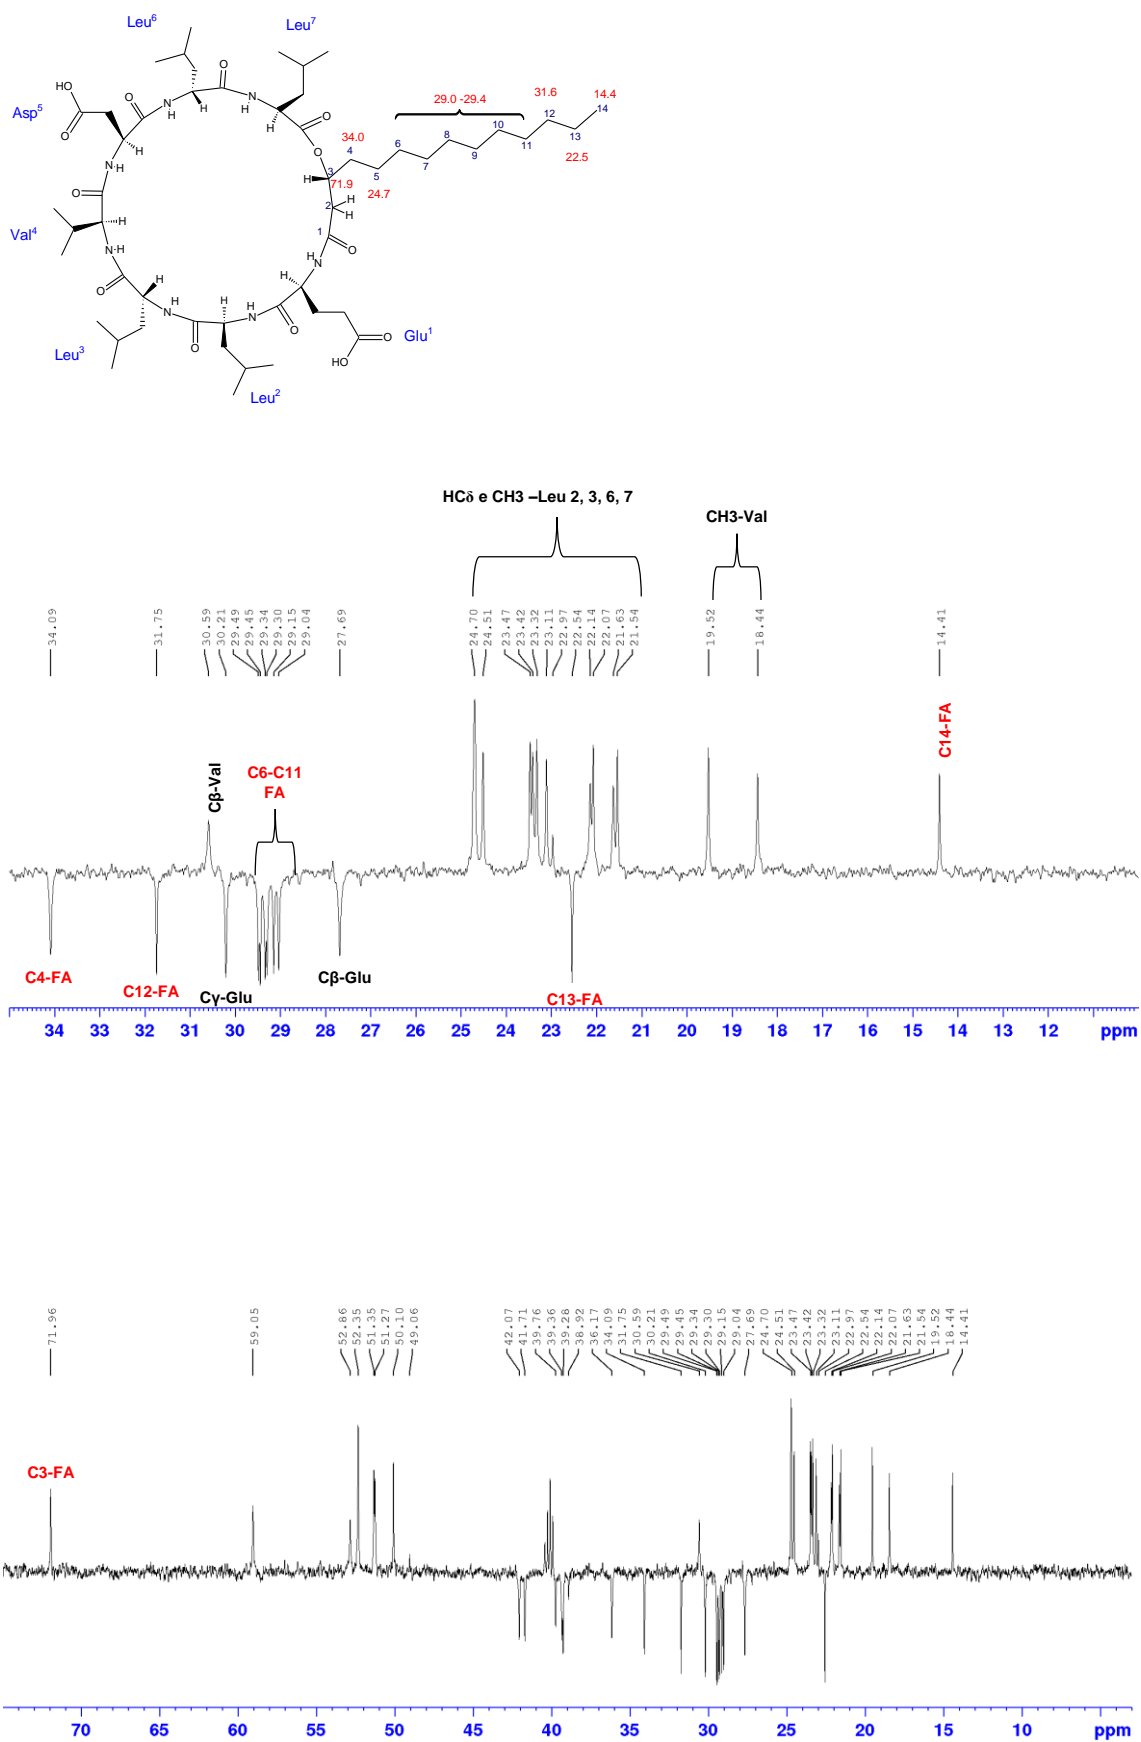 Leu6
Leu7
HO
O
O
N
H
H
O
N
H
H
O
O
Asp5
O
H
N
H
O
O
H
3
71.9
34.0
4
5
24.7
6
7
8
9
10
11
29.0 -29.4
31.6
12
13
22.5
14.4
14
2
H
H
1
O
H
N
H
Val4
H
N
H
O
H
H
N
O
H
H
N
O
O
HO
Glu1
Leu3
Leu2
HCδ e CH3 –Leu 2, 3, 6, 7
CH3-Val
34.09
31.75
30.59
30.21
29.49
29.45
29.34
29.30
29.15
29.04
27.69
24.70
24.51
23.47
23.42
23.32
23.11
22.97
22.54
22.14
22.07
21.63
21.54
19.52
18.44
14.41
Cβ-Val
C6-C11
FA
C14-FA
C4-FA
C12-FA
Cγ-Glu
Cβ-Glu
C13-FA
34 33 32 31 30 29 28 27 26 25 24 23 22 21 20 19 18 17 16 15 14 13 12 ppm
71.96
59.05
52.86
52.35
51.35
51.27
50.10
49.06
42.07
41.71
39.76
39.36
39.28
38.92
36.17
34.09
31.75
30.59
30.21
29.49
29.45
29.34
29.30
29.15
29.04
27.69
24.70
24.51
23.47
23.42
23.32
23.11
22.97
22.54
22.14
22.07
21.63
21.54
19.52
18.44
14.41
C3-FA
70 65 60 55 50 45 40 35 30 25 20 15 10 ppm